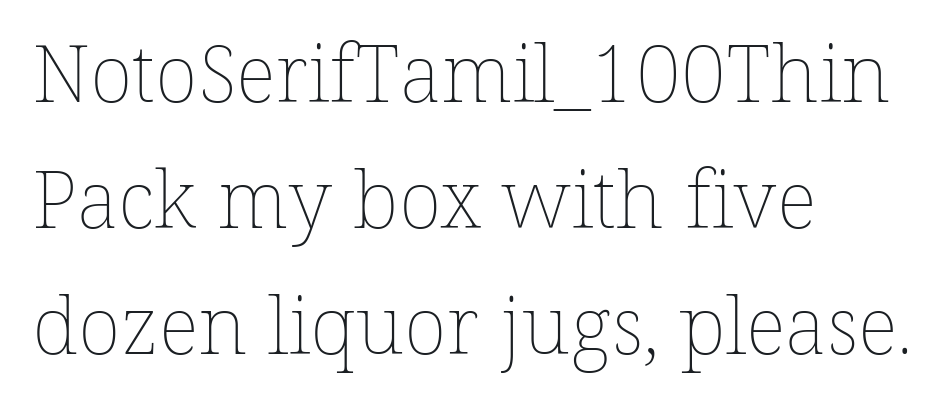 NotoSerifTamil_100Thin
Pack my box with five
dozen liquor jugs, please.